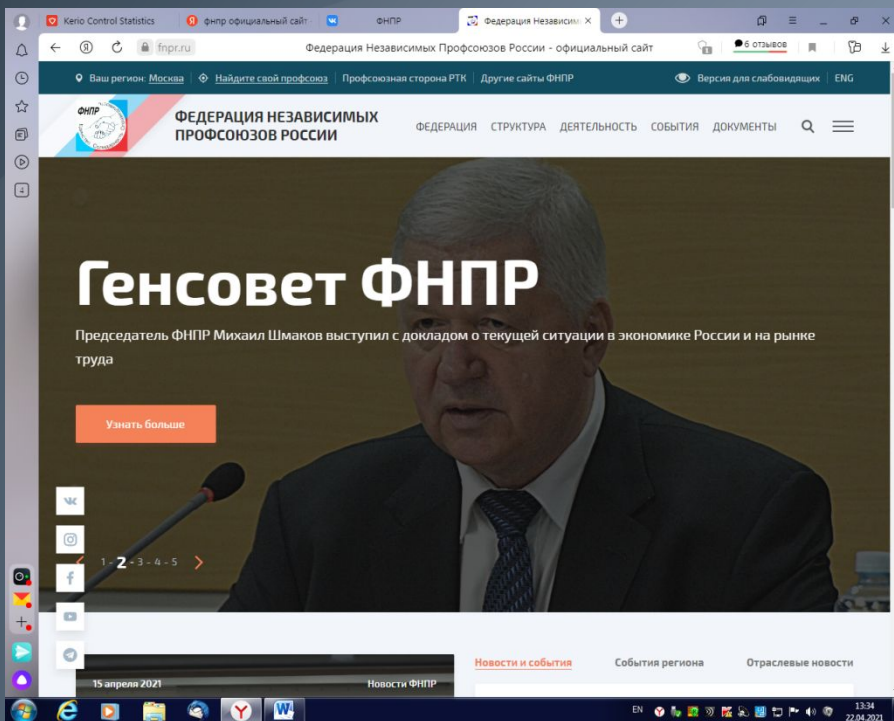 Kerio Control Statistics
фнпр официальный сайт
ФНПР
Федерация Независим
fnpr.ru
Федерация Независимых Профсоюзов России - официальный сайт
6 отзывов
Ваш регион: Москва
Найдите свой профсоюз
Профсоюзная сторона РТК
Другие сайты ФНПР
Версия для слабовидящих
ENG
ФНПР
ФЕДЕРАЦИЯ НЕЗАВИСИМЫХ
ПРОФСОЮЗОВ РОССИИ
ФЕДЕРАЦИЯ СТРУКТУРА ДЕЯТЕЛЬНОСТЬ СОБЫТИЯ ДОКУМЕНТЫ
4
Генсовет ФНПР
Председатель ФНПР Михаил Шмаков выступил с докладом о текущей ситуации в экономике России и на рынке
труда
Узнать больше
1 - 2 - 3 - 4 - 5
15 апреля 2021
Новости ФНПР
Новости и события
События региона
Отраслевые новости
EN
13:34
22.04.2021